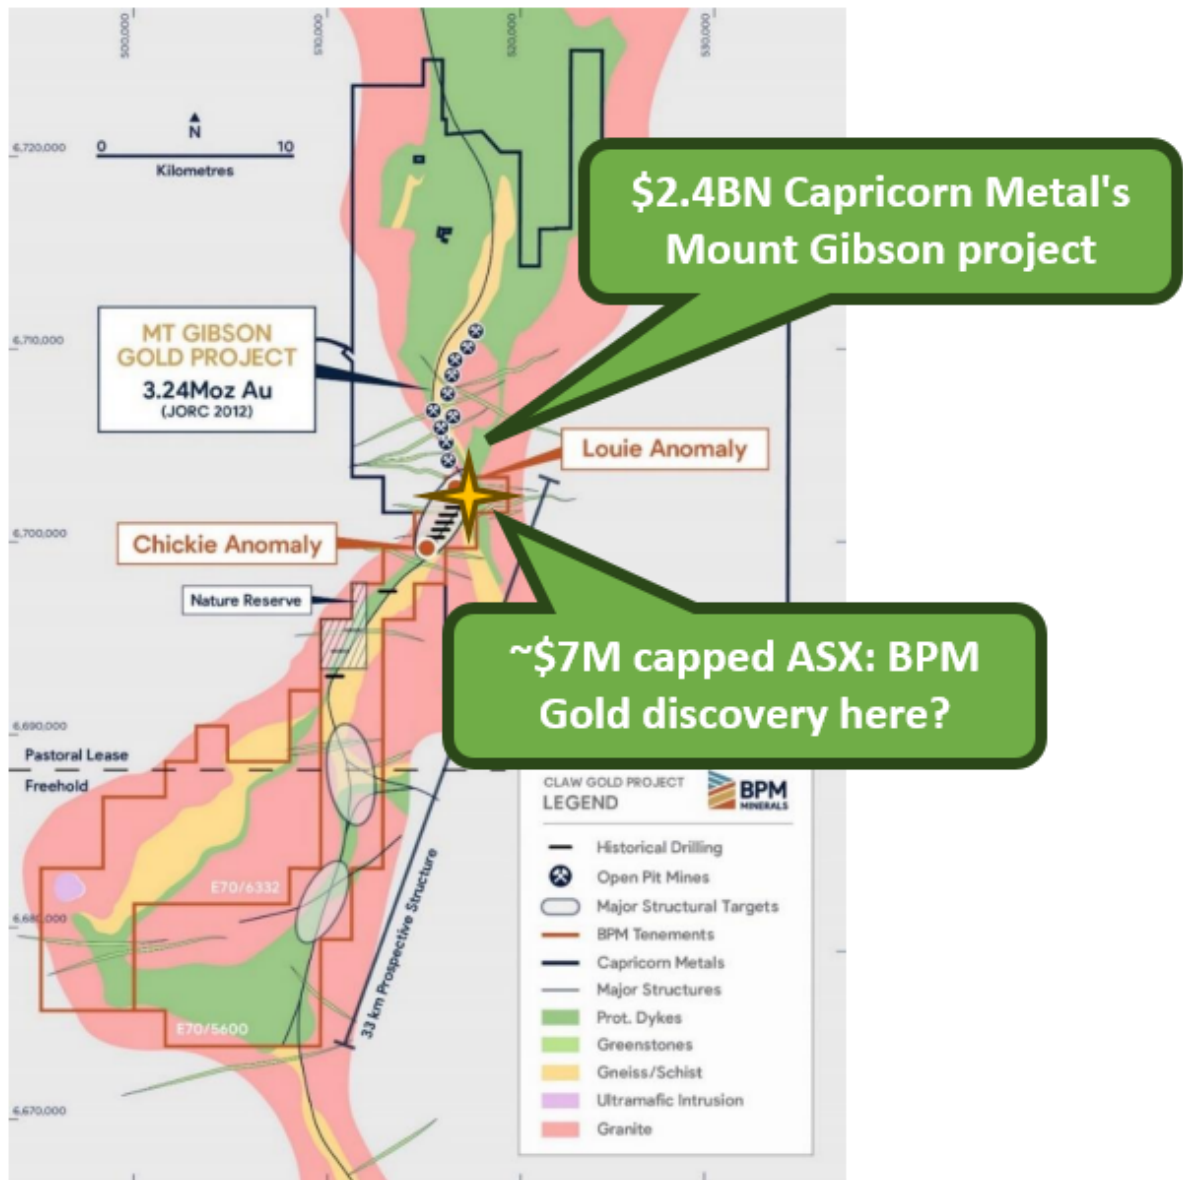 500,000
510,000
520,000
530,000
N
0 10
Kilometres
6,720,000
$2.4BN Capricorn Metal's
Mount Gibson project
6,710,000
MT GIBSON
GOLD PROJECT
3.24Moz Au
(JORC 2012)
Louie Anomaly
6,700,000
Chickie Anomaly
Nature Reserve
~$7M capped ASX: BPM
Gold discovery here?
6,690,000
Pastoral Lease
Freehold
CLAW GOLD PROJECT
LEGEND
BPM
MINERALS
Historical Drilling
Open Pit Mines
Major Structural Targets
BPM Tenements
Capricorn Metals
Major Structures
Prot. Dykes
Greenstones
Gneiss/Schist
Ultramafic Intrusion
Granite
33 km Prospective Structure
E70/6332
6,680,000
E70/5600
6,670,000